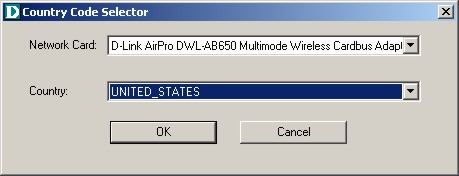 D Country Code Selector
Network Card: D-Link AirPro DWL-AB650 Multimode Wireless Cardbus Adapt
Country: UNITED_STATES
OK Cancel